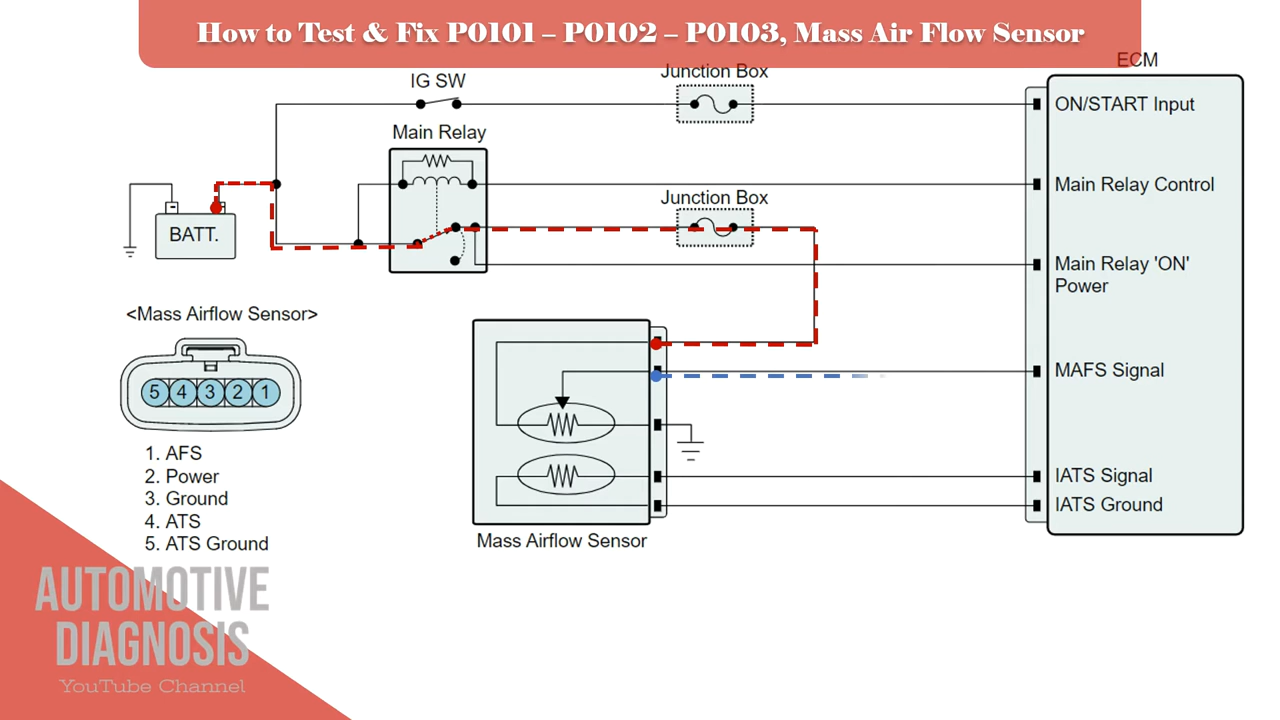 How to Test & Fix P0101 – P0102 – P0103, Mass Air Flow Sensor
ECM
Junction Box
IG SW
ON/START Input
Main Relay
Main Relay Control
Junction Box
BATT.
Main Relay 'ON'
Power
<Mass Airflow Sensor>
MAFS Signal
5 4 3 2 1
1. AFS
2. Power
3. Ground
4. ATS
5. ATS Ground
IATS Signal
IATS Ground
Mass Airflow Sensor
AUTOMOTIVE
DIAGNOSIS
YouTube Channel